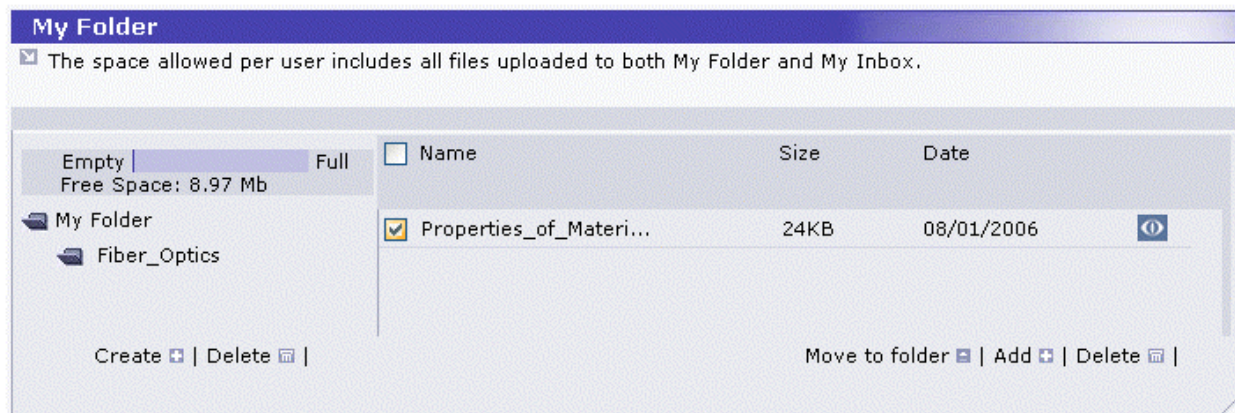 My Folder
The space allowed per user includes all files uploaded to both My Folder and My Inbox.
Empty Full
Free Space: 8.97 Mb
My Folder
Fiber_Optics
Create | Delete |
Name Size Date
Properties_of_Materi... 24KB 08/01/2006
Move to folder | Add | Delete |